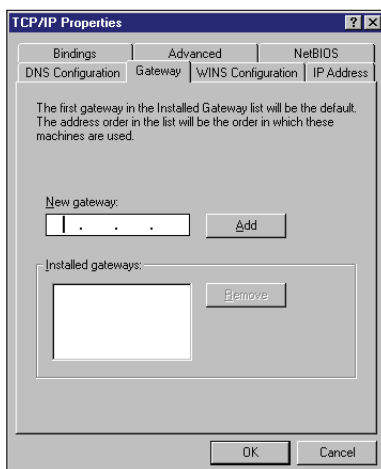 TCP/IP Properties
Bindings Advanced NetBIOS
DNS Configuration Gateway WINS Configuration IP Address
The first gateway in the Installed Gateway list will be the default.
The address order in the list will be the order in which these
machines are used.
New gateway:
. . .
Add
Installed gateways:
Remove
OK Cancel